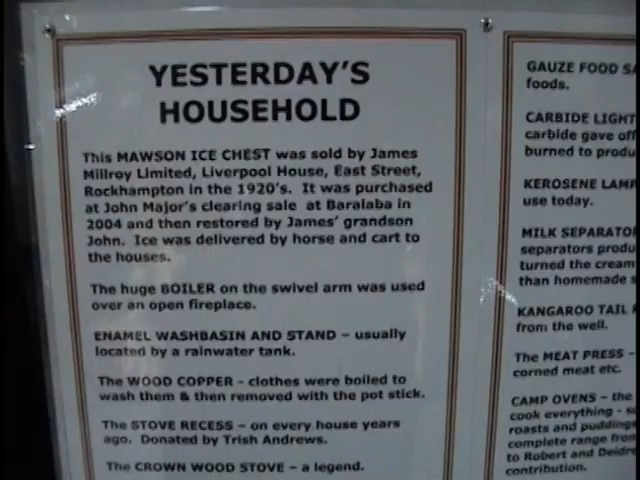 YESTERDAY'S
HOUSEHOLD
This MAWSON ICE CHEST was sold by James
Millroy Limited, Liverpool House, East Street,
Rockhampton in the 1920's. It was purchased
at John Major's clearing sale at Baralaba in
2004 and then restored by James' grandson
John. Ice was delivered by horse and cart to
the houses.
The huge BOILER on the swivel arm was used
over an open fireplace.
ENAMEL WASHBASIN AND STAND – usually
located by a rainwater tank.
The WOOD COPPER - clothes were boiled to
wash them & then removed with the pot stick.
The STOVE RECESS – on every house years
ago. Donated by Trish Andrews.
The CROWN WOOD STOVE – a legend.
GAUZE FOOD
foods.
CARBIDE LIGHT
carbide gave off
burned to
KEROSENE LAMP
use today.
MILK SEPARATOR
separators
turned the cream
than homemade
KANGAROO TAIL
from the well.
The MEAT PRESS –
corned meat etc.
CAMP OVENS – the
cook everything -
roasts and pudding
complete range from
to Robert and Deidre
contribution.